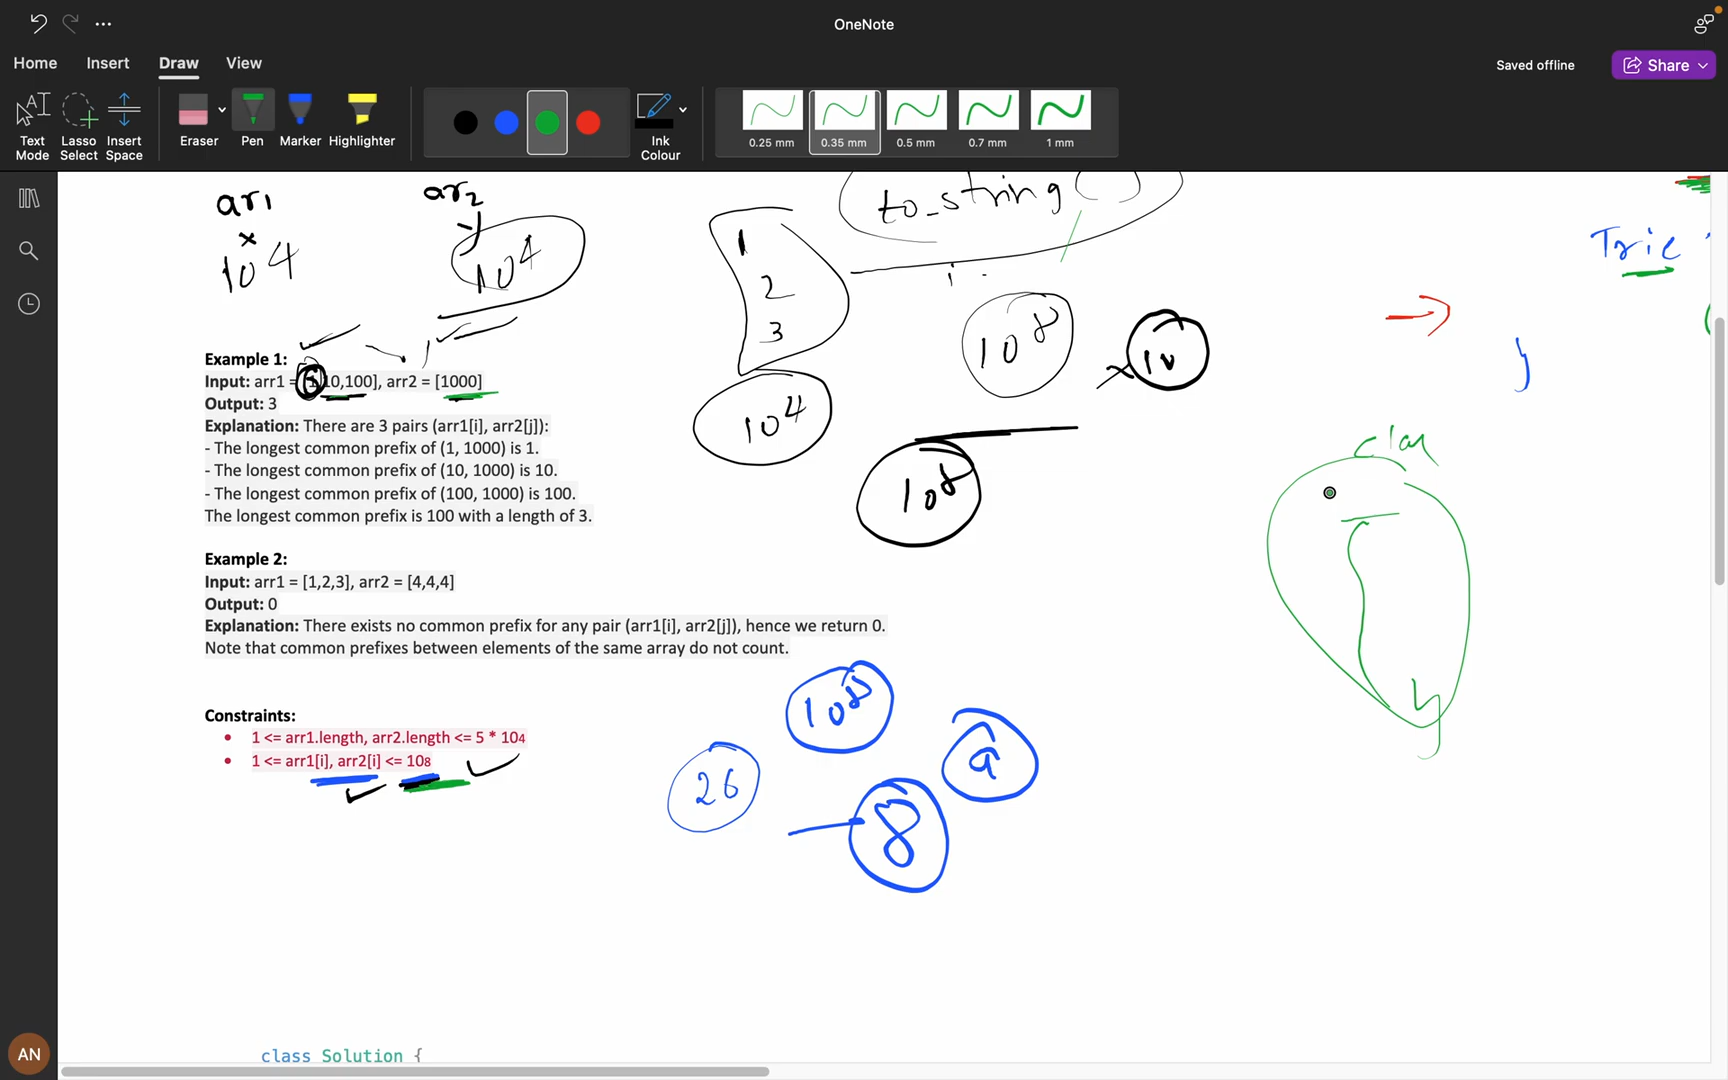 OneNote
Home Insert Draw View
Saved offline
Share
Text Mode
Lasso Select
Insert Space
Eraser
Pen
Marker
Highlighter
Ink Colour
0.25 mm
0.35 mm
0.5 mm
0.7 mm
1 mm
ar1
ar2
to_string ( )
x
y
10 4
10 4
1
2
3
Trie
10 8
x 10
10 4
10 8
Example 1:
Input: arr1 = [1,10,100], arr2 = [1000]
Output: 3
Explanation: There are 3 pairs (arr1[i], arr2[j]):
- The longest common prefix of (1, 1000) is 1.
- The longest common prefix of (10, 1000) is 10.
- The longest common prefix of (100, 1000) is 100.
The longest common prefix is 100 with a length of 3.
Example 2:
Input: arr1 = [1,2,3], arr2 = [4,4,4]
Output: 0
Explanation: There exists no common prefix for any pair (arr1[i], arr2[j]), hence we return 0.
Note that common prefixes between elements of the same array do not count.
Constraints:
• 1 <= arr1.length, arr2.length <= 5 * 104
• 1 <= arr1[i], arr2[i] <= 108
10 8
26
8
class Solution {
AN